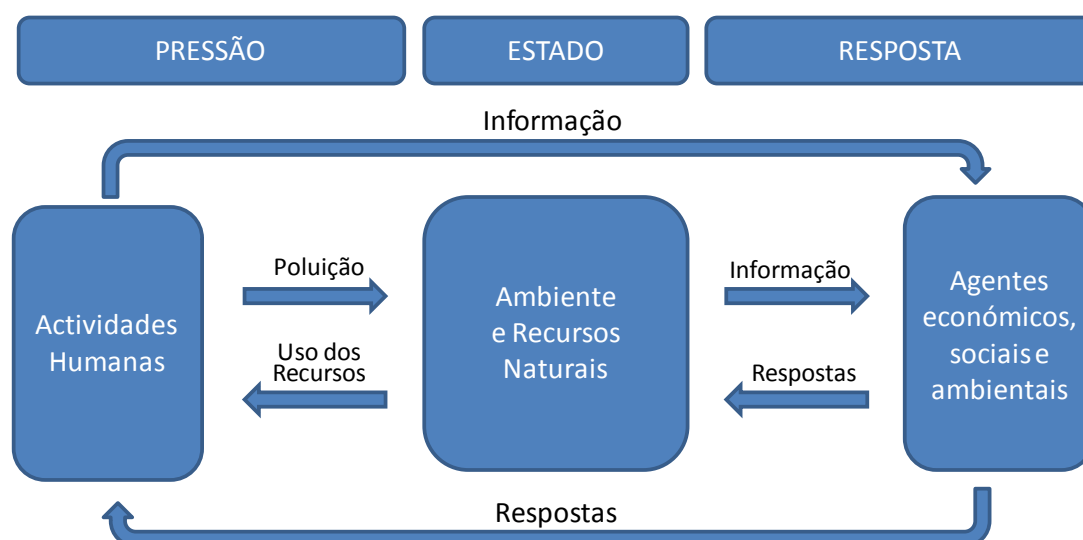 PRESSÃO
ESTADO
RESPOSTA
Informação
Actividades
Humanas
Poluição
Uso dos
Recursos
Ambiente
e Recursos
Naturais
Informação
Respostas
Agentes
económicos,
sociais e
ambientais
Respostas